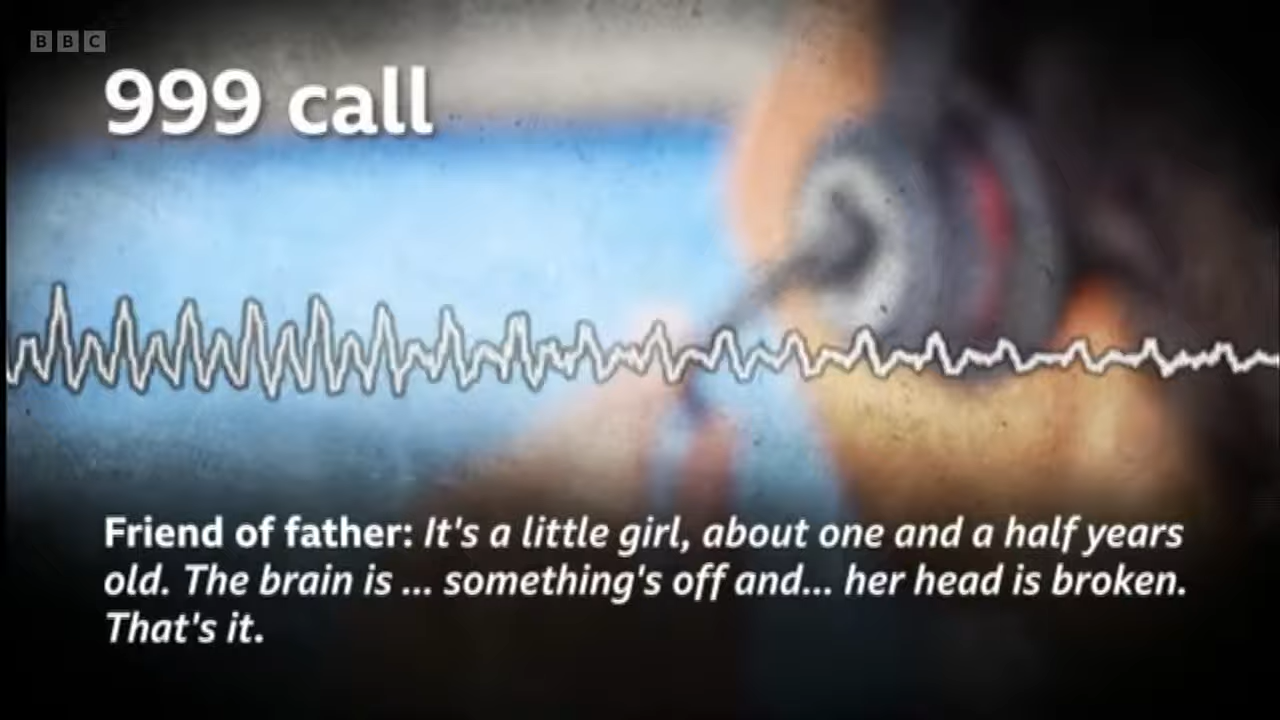 BBC
999 call
Friend of father: It's a little girl, about one and a half years
old. The brain is ... something's off and... her head is broken.
That's it.